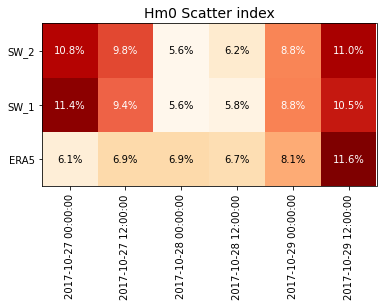 Hm0 Scatter index
SW_2 10.8% 9.8% 5.6% 6.2% 8.8% 11.0%
SW_1 11.4% 9.4% 5.6% 5.8% 8.8% 10.5%
ERA5 6.1% 6.9% 6.9% 6.7% 8.1% 11.6%
2017-10-27 00:00:00
2017-10-27 12:00:00
2017-10-28 00:00:00
2017-10-28 12:00:00
2017-10-29 00:00:00
2017-10-29 12:00:00